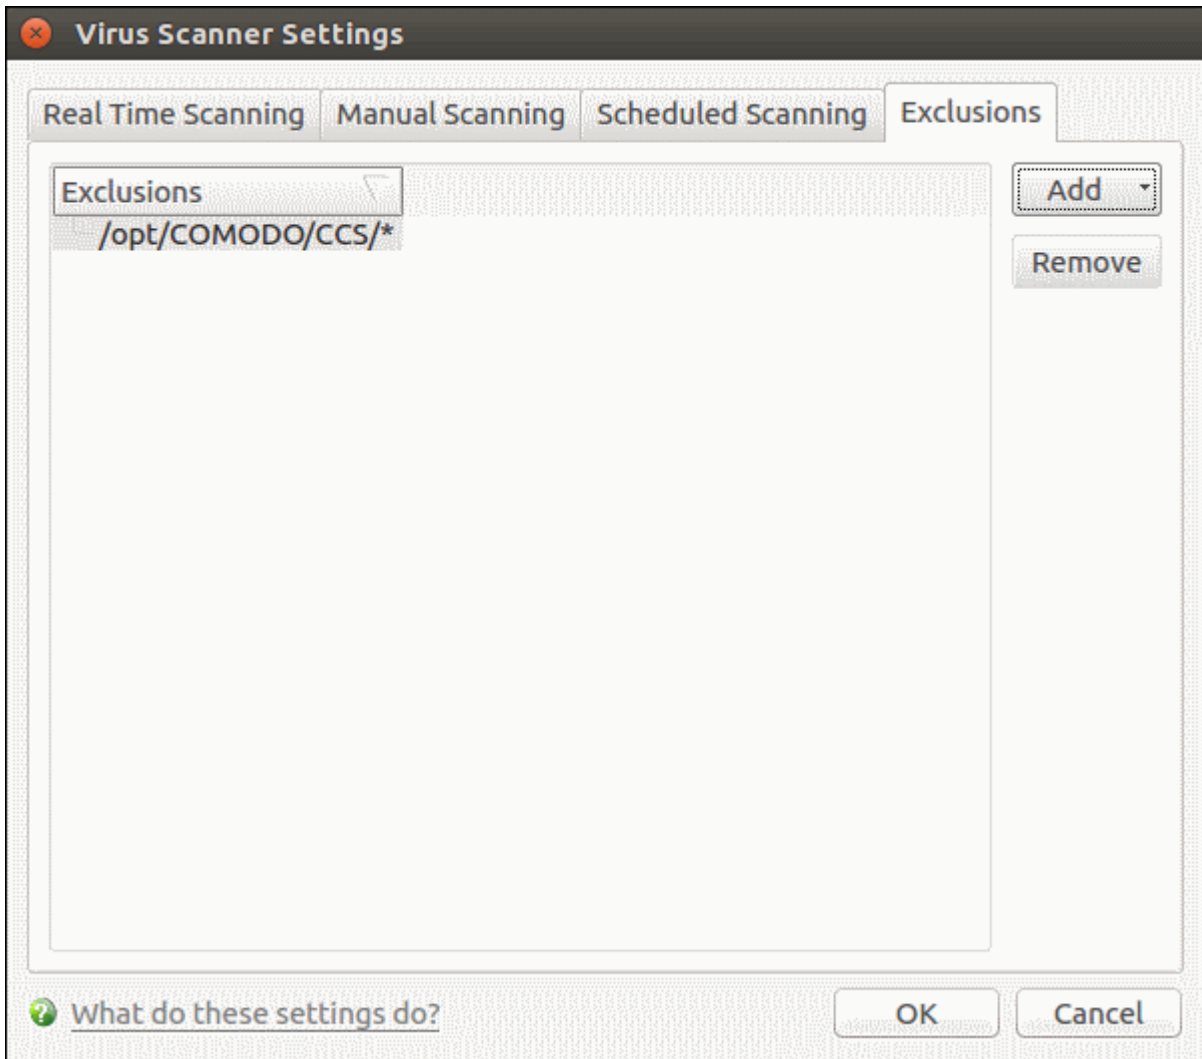 Virus Scanner Settings
Real Time Scanning Manual Scanning Scheduled Scanning Exclusions
Exclusions
Add
/opt/COMODO/CCS/*
Remove
What do these settings do?
OK Cancel